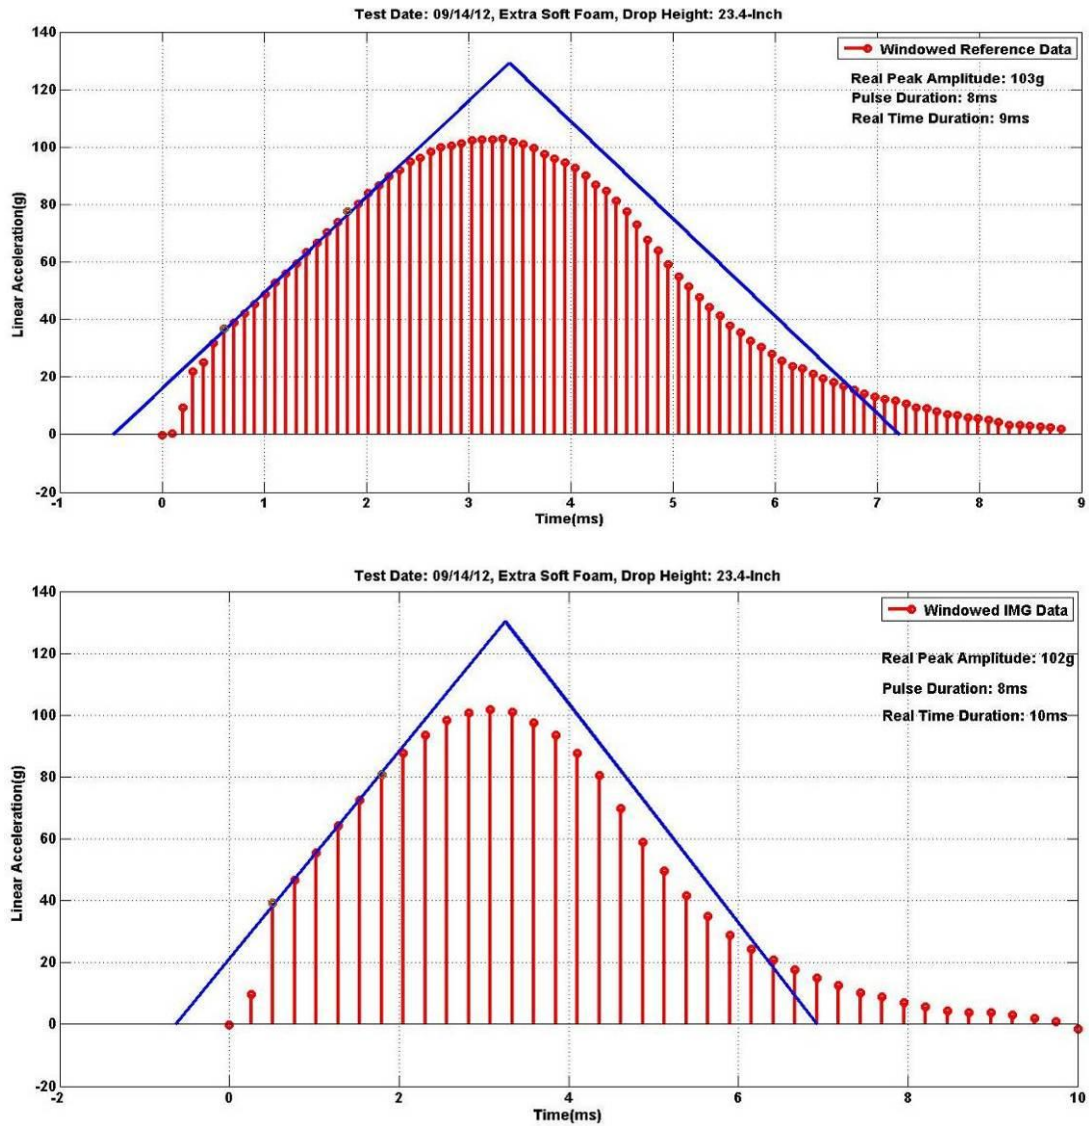 Test Date: 09/14/12, Extra Soft Foam, Drop Height: 23.4-Inch
140
120
100
80
60
40
20
0
-20
Linear Acceleration(g)
Windowed Reference Data
Real Peak Amplitude: 103g
Pulse Duration: 8ms
Real Time Duration: 9ms
-1 0 1 2 3 4 5 6 7 8 9
Time(ms)
Test Date: 09/14/12, Extra Soft Foam, Drop Height: 23.4-Inch
140
120
100
80
60
40
20
0
-20
Linear Acceleration(g)
Windowed IMG Data
Real Peak Amplitude: 102g
Pulse Duration: 8ms
Real Time Duration: 10ms
-2 0 2 4 6 8 10
Time(ms)